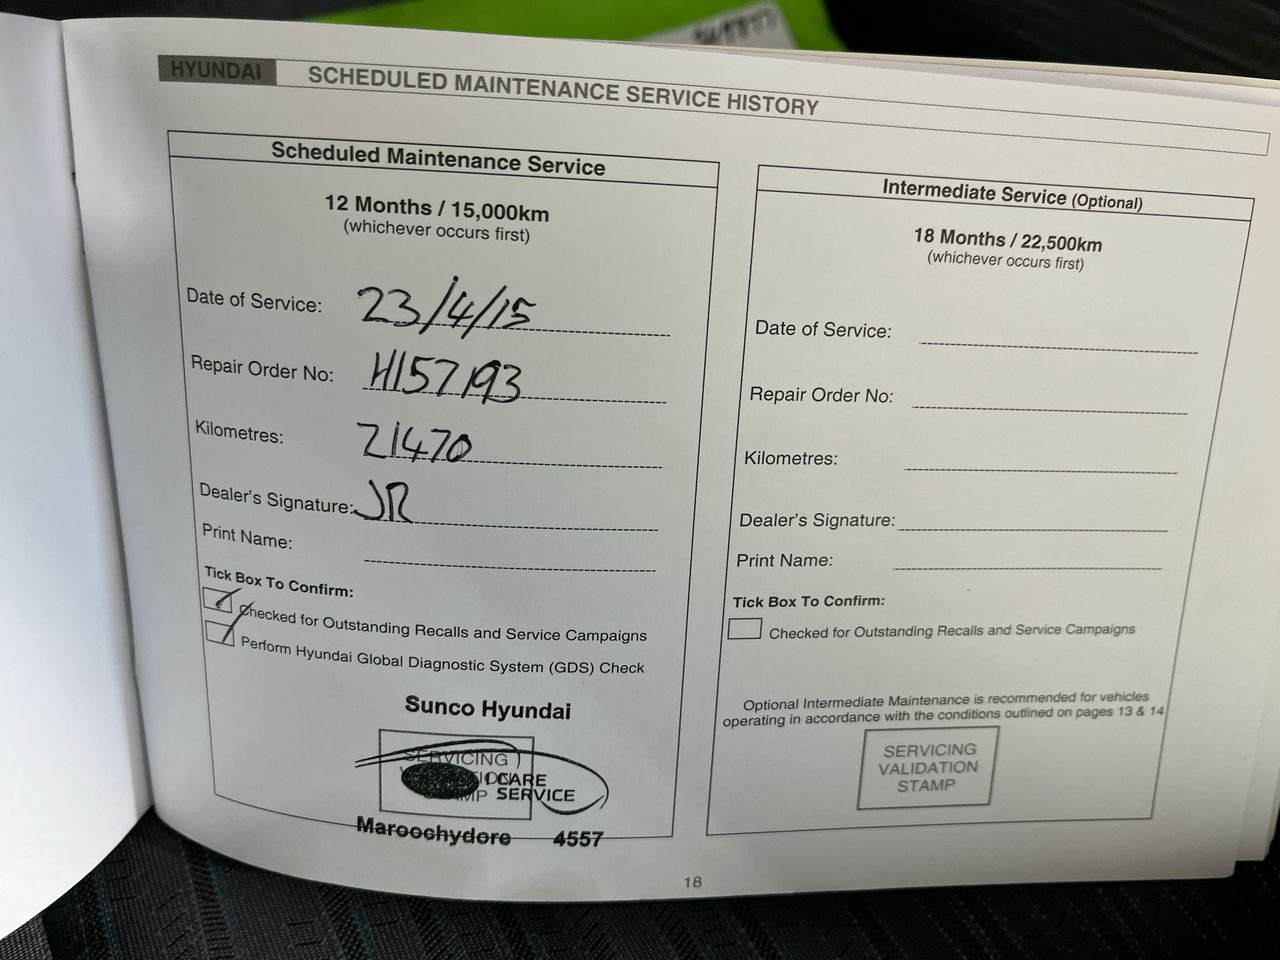 HYUNDAI SCHEDULED MAINTENANCE SERVICE HISTORY
Scheduled Maintenance Service
12 Months / 15,000km
(whichever occurs first)
Date of Service: 23/4/15
Repair Order No: H157193
Kilometres: 21470
Dealer's Signature: JR
Print Name:
Tick Box To Confirm:
Checked for Outstanding Recalls and Service Campaigns
Perform Hyundai Global Diagnostic System (GDS) Check
Sunco Hyundai
SERVICING
CARE
SERVICE
Maroochydore 4557
Intermediate Service (Optional)
18 Months / 22,500km
(whichever occurs first)
Date of Service:
Repair Order No:
Kilometres:
Dealer's Signature:
Print Name:
Tick Box To Confirm:
Checked for Outstanding Recalls and Service Campaigns
Optional Intermediate Maintenance is recommended for vehicles
operating in accordance with the conditions outlined on pages 13 & 14
SERVICING
VALIDATION
STAMP
18